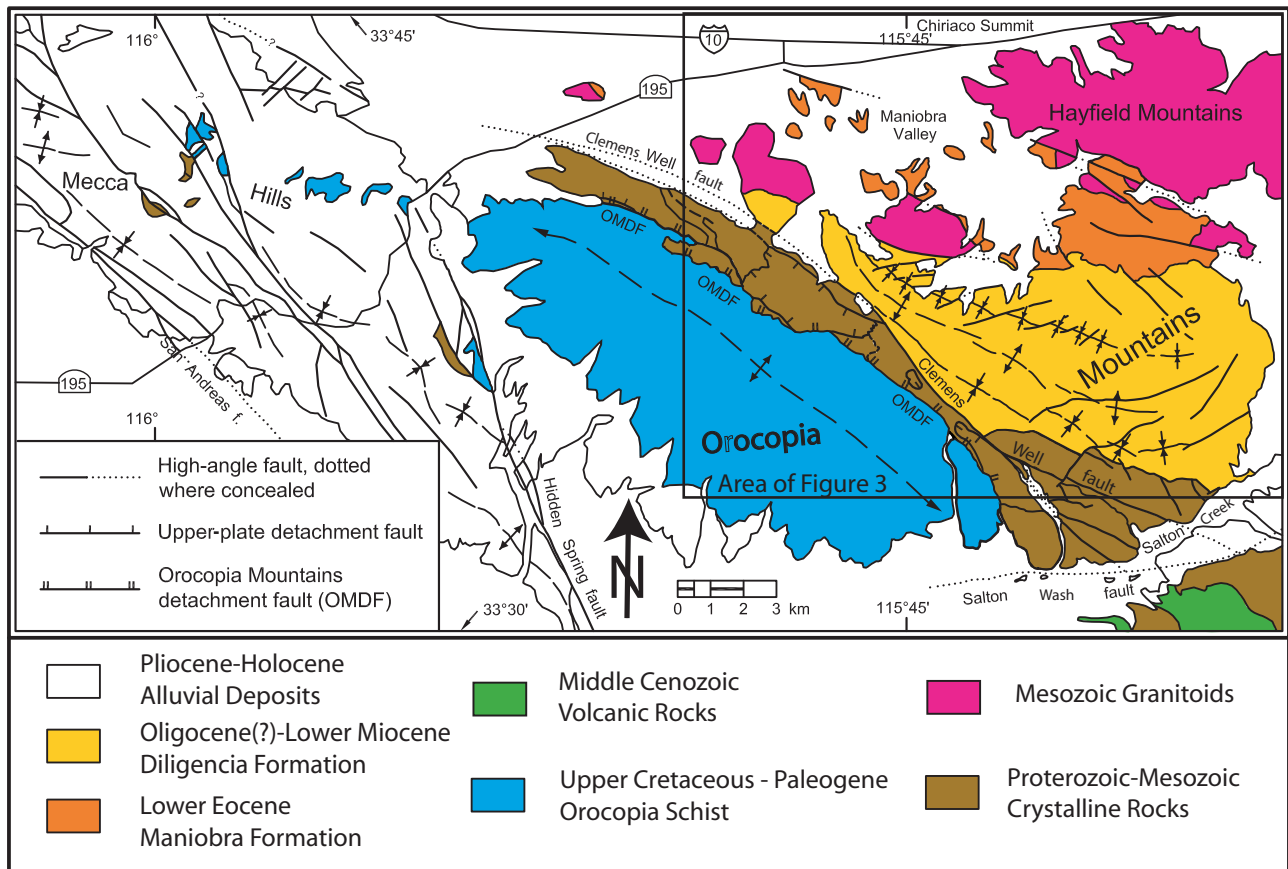 116°
33°45'
10
115°45'
Chiriaco Summit
195
?
?
Hayfield Mountains
Maniobra
Valley
Clemens Well
fault
Mecca
Hills
OMDF
OMDF
Mountains
Clemens
OMDF
195
San Andreas f.
116°
Orocopia
Well
fault
Area of Figure 3
High-angle fault, dotted
where concealed
Upper-plate detachment fault
Orocopia Mountains
detachment fault (OMDF)
Hidden
Spring fault
N
Salton Creek
0 1 2 3 km
Salton Wash fault
33°30'
115°45'
Pliocene-Holocene
Alluvial Deposits
Oligocene(?)-Lower Miocene
Diligencia Formation
Lower Eocene
Maniobra Formation
Middle Cenozoic
Volcanic Rocks
Upper Cretaceous - Paleogene
Orocopia Schist
Mesozoic Granitoids
Proterozoic-Mesozoic
Crystalline Rocks